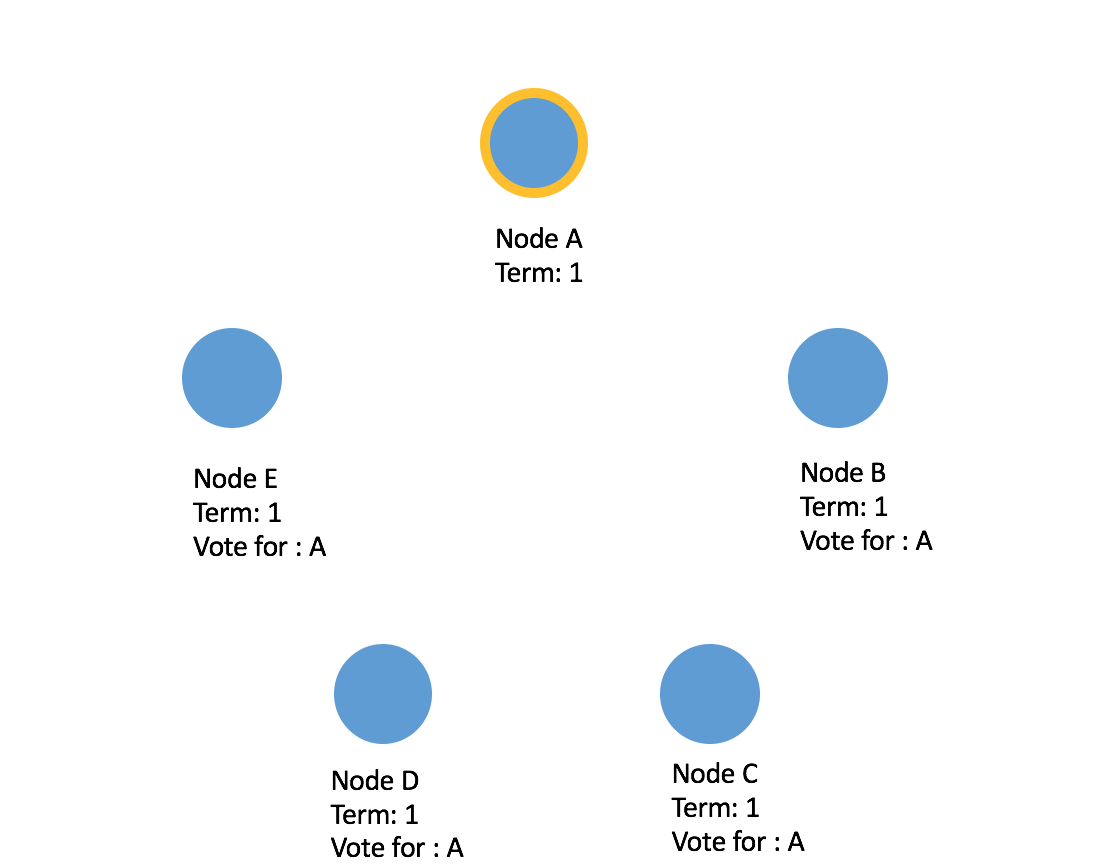 Node A
Term: 1
Node E
Term: 1
Vote for : A
Node B
Term: 1
Vote for : A
Node D
Term: 1
Vote for : A
Node C
Term: 1
Vote for : A